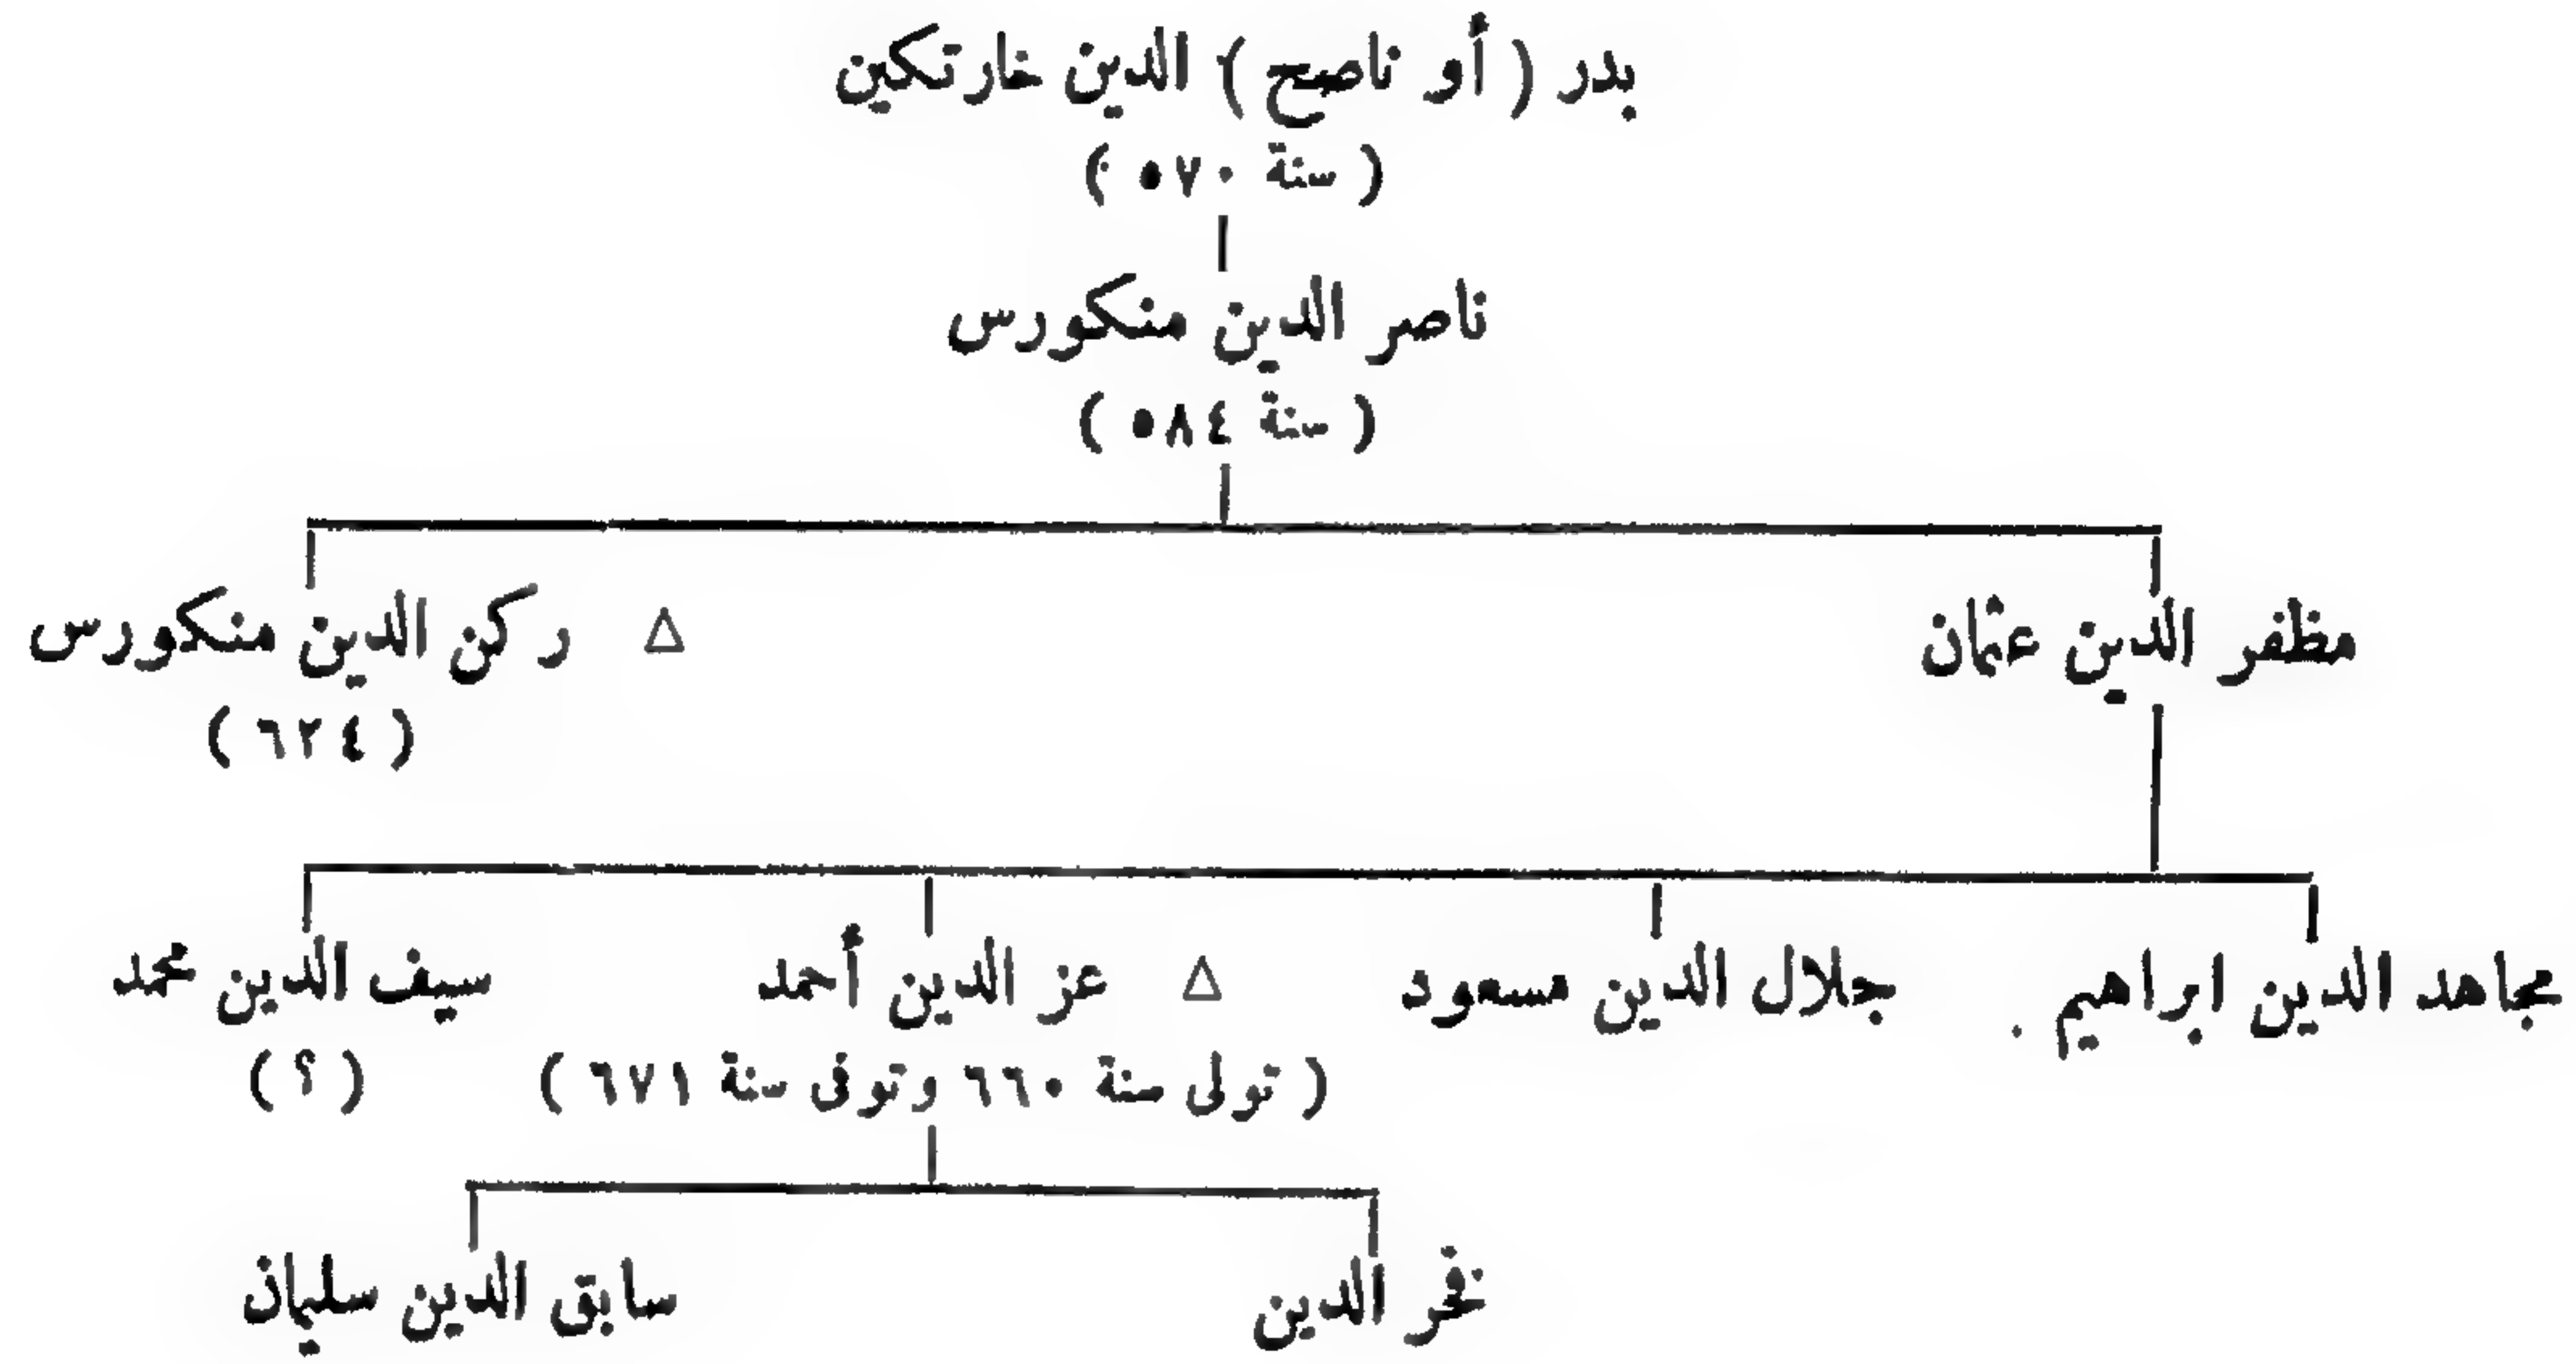 بدر ( أو ناصح ) الدين خارتكين
( سنة ٥٧٠ )
ناصر الدين منكورس
( سنة ٥٨٤ )
مظفر الدين عثمان
△ ركن الدين منكورس
( ٦٢٤ )
مجاهد الدين ابراهيم .
جلال الدين مسعود
△ عز الدين أحمد
سيف الدين محمد
( تولى سنة ٦٦٠ وتوفى سنة ٦٧١ )
( ؟ )
فخر الدين
سابق الدين سليمان